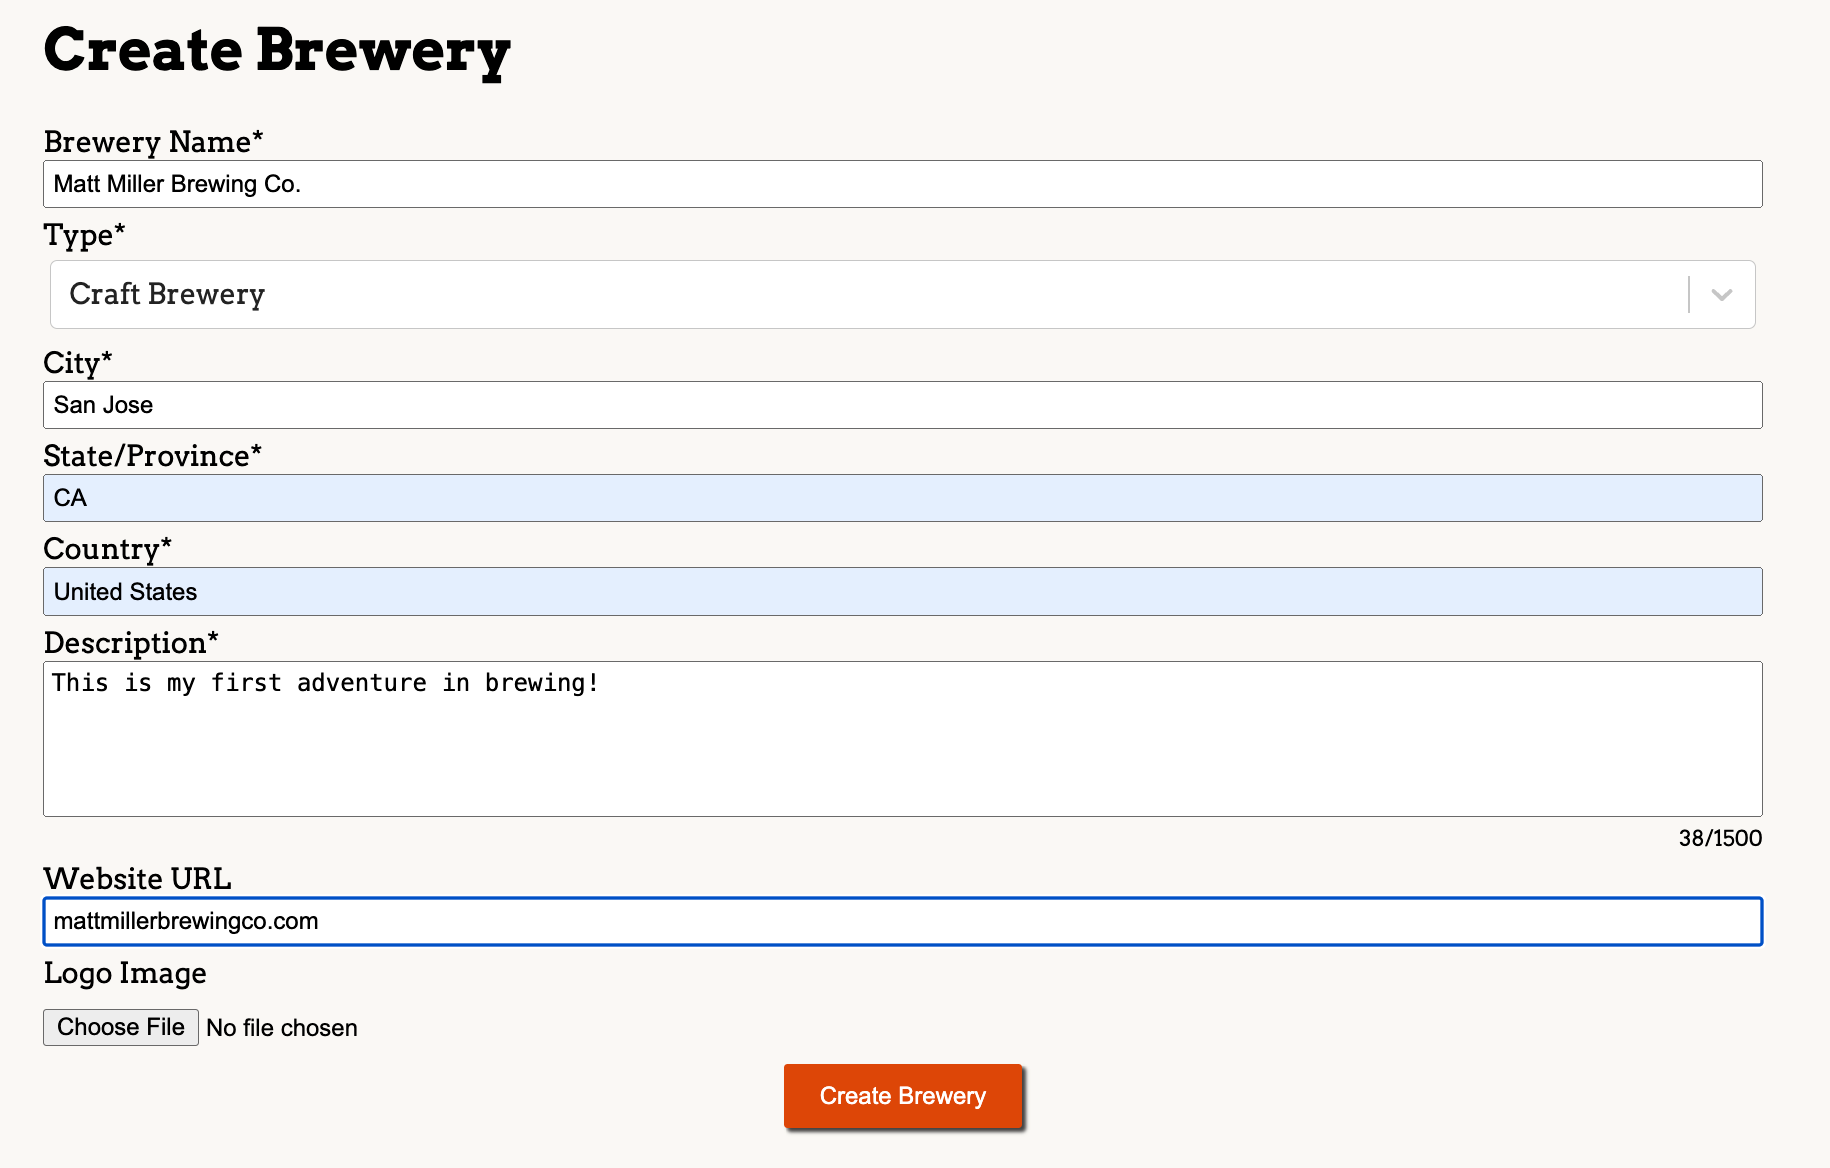 Create Brewery
Brewery Name*
Matt Miller Brewing Co.
Type*
Craft Brewery
City*
San Jose
State/Province*
CA
Country*
United States
Description*
This is my first adventure in brewing!
38/1500
Website URL
mattmillerbrewingco.com
Logo Image
Choose File No file chosen
Create Brewery